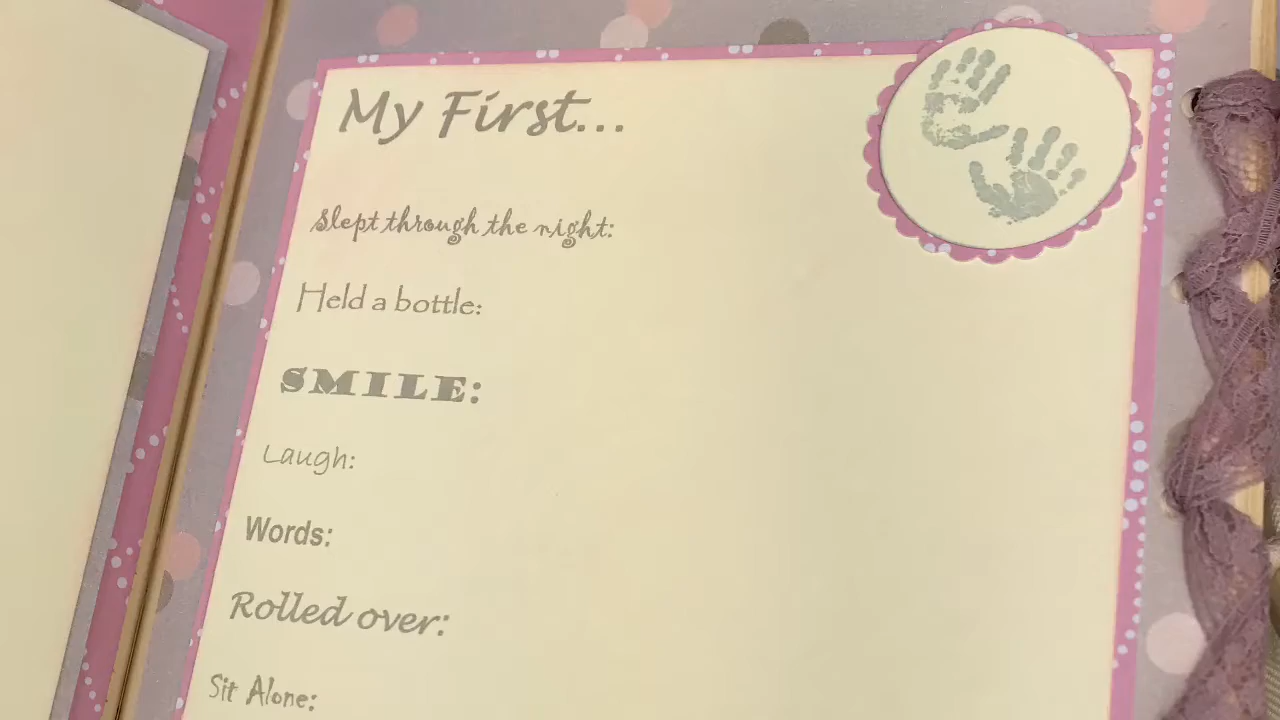 My First...
Slept through the night:
Held a bottle:
SMILE:
Laugh:
Words:
Rolled over:
Sit Alone: